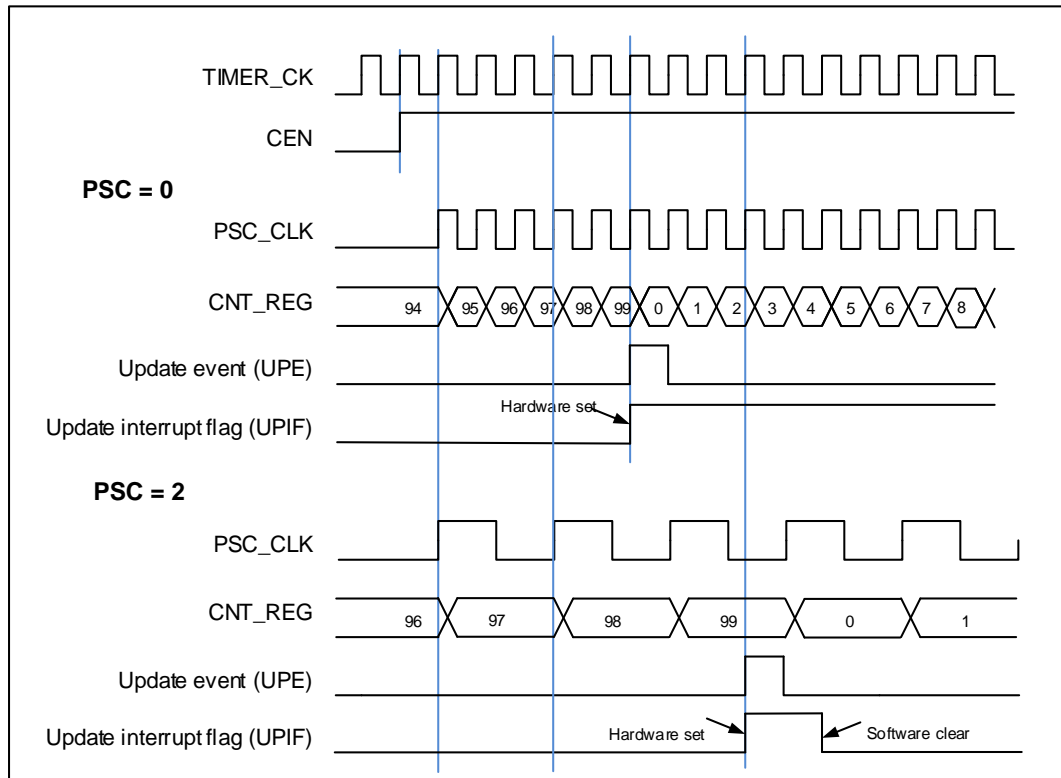 TIMER_CK
CEN
PSC = 0
PSC_CLK
CNT_REG 94 95 96 97 98 99 0 1 2 3 4 5 6 7 8
Update event (UPE)
Hardware set
Update interrupt flag (UPIF)
PSC = 2
PSC_CLK
CNT_REG 96 97 98 99 0 1
Update event (UPE)
Update interrupt flag (UPIF) Hardware set Software clear